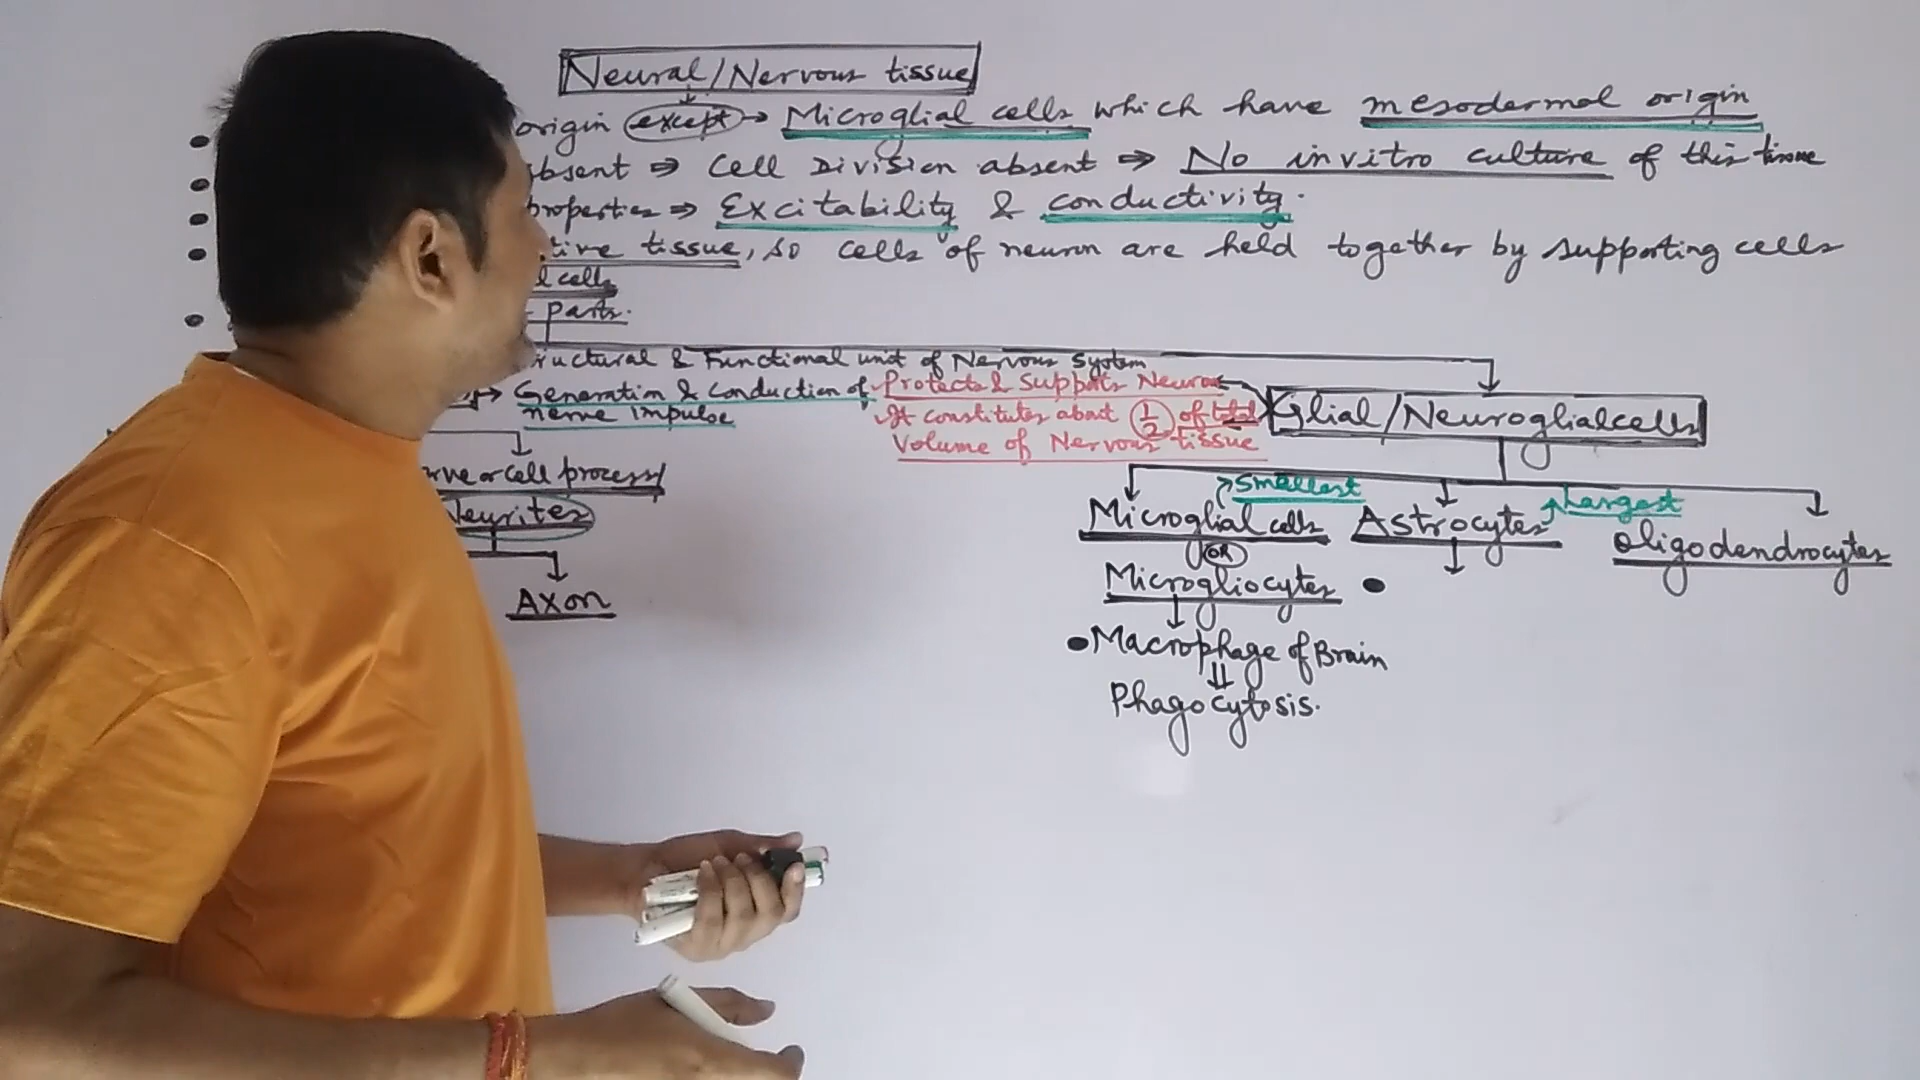 Neural/Nervous tissue
origin except → Microglial cells which have mesodermal origin
absent ⇒ Cell Division absent ⇒ No invitro culture of this tissue
properties ⇒ Excitability & conductivity.
tive tissue, so cells of neuron are held together by supporting cells
l cells
parts.
ructural & Functional unit of Nervous System
→ Generation & Conduction of nerve impulse
Protects & Supports Neurons
It constitutes about 1/2 of total
Volume of Nervous tissue
Glial/Neuroglial cells
rve or cell process/
Neurites
Axon
Smallest
Largest
Microglial cells
Astrocytes
Oligodendrocytes
OR
Microgliocytes
• Macrophage of Brain
Phagocytosis.